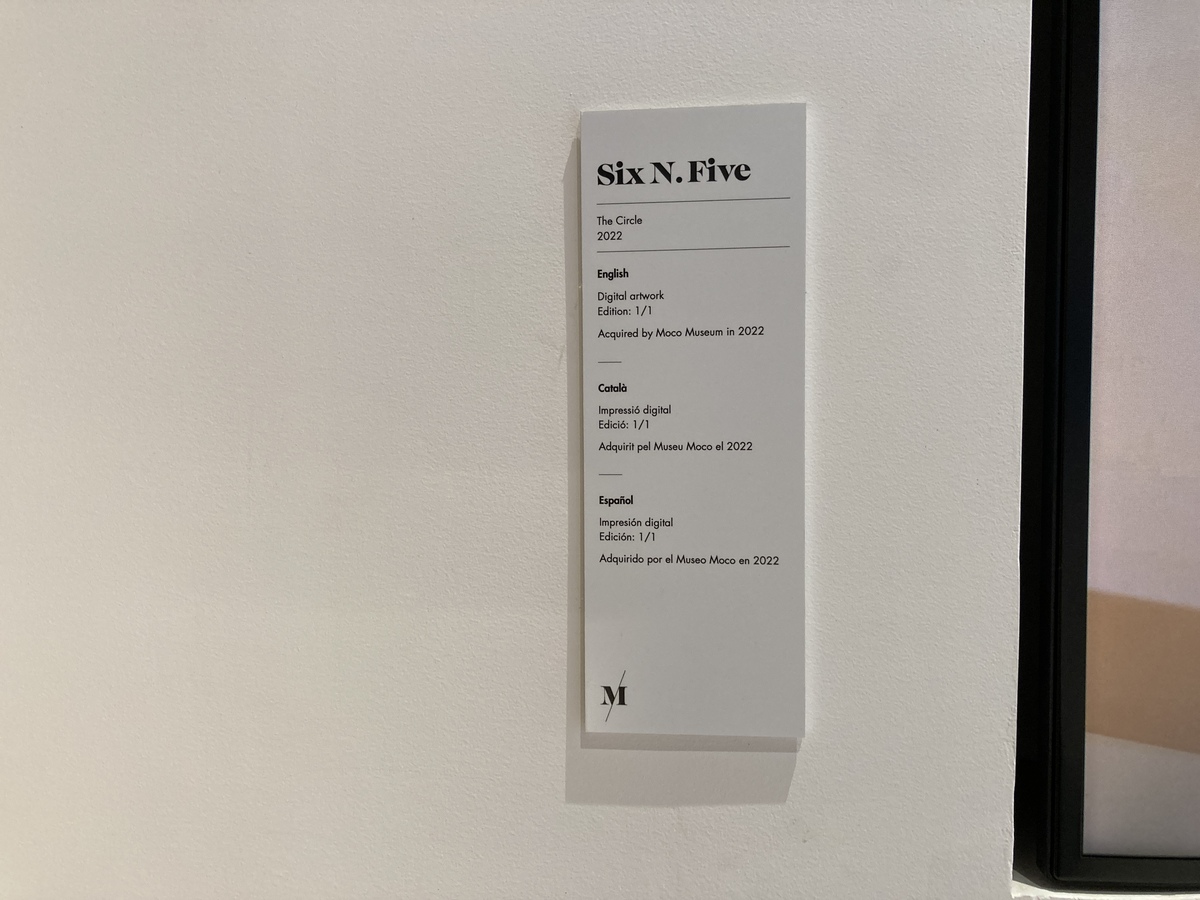 Six N. Five
The Circle
2022
English
Digital artwork
Edition: 1/1
Acquired by Moco Museum in 2022
Català
Impressió digital
Edició: 1/1
Adquirit pel Museu Moco el 2022
Español
Impresión digital
Edición: 1/1
Adquirido por el Museo Moco en 2022
M